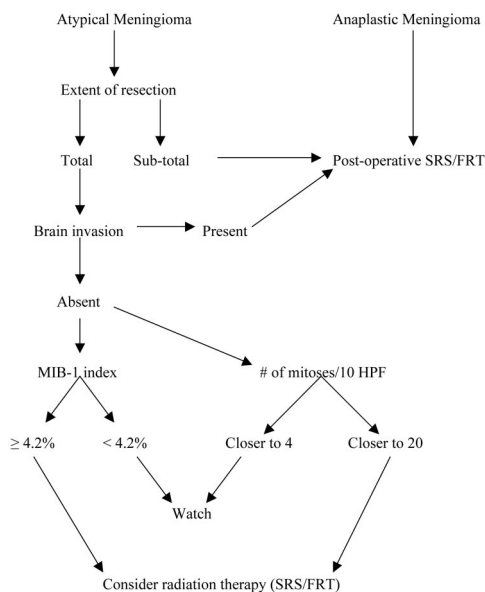 Atypical Meningioma
Anaplastic Meningioma
Extent of resection
Total
Sub-total
Post-operative SRS/FRT
Brain invasion
Present
Absent
MIB-1 index
# of mitoses/10 HPF
≥ 4.2%
< 4.2%
Closer to 4
Closer to 20
Watch
Consider radiation therapy (SRS/FRT)